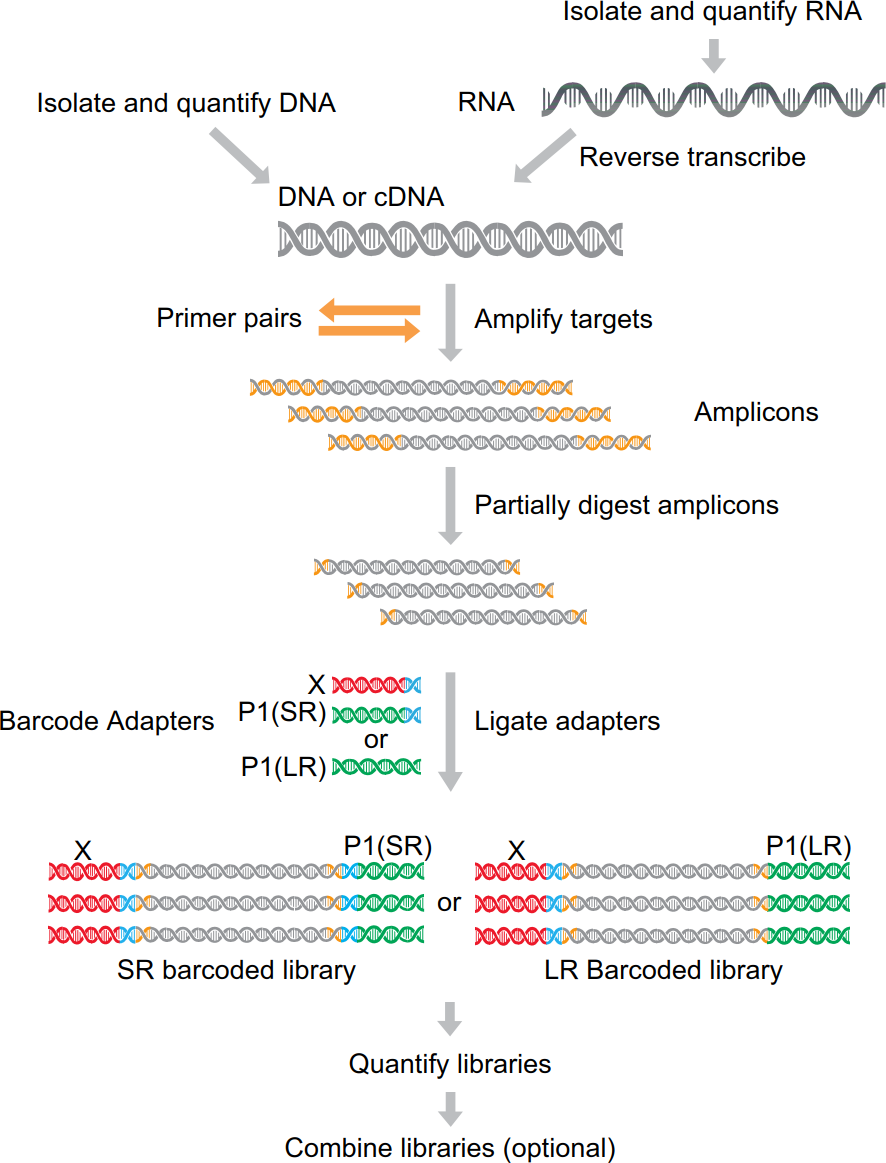 Isolate and quantify RNA
Isolate and quantify DNA
RNA
Reverse transcribe
DNA or cDNA
Primer pairs
Amplify targets
Amplicons
Partially digest amplicons
X
Barcode Adapters
P1(SR)
or
P1(LR)
Ligate adapters
X
P1(SR)
X
P1(LR)
or
SR barcoded library
LR Barcoded library
Quantify libraries
Combine libraries (optional)